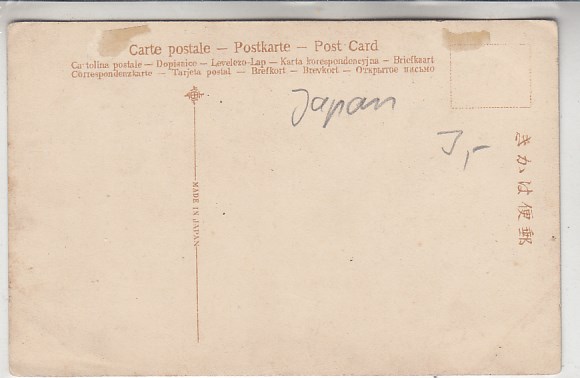 Carte postale — Postkarte — Post Card
Cartolina postale — Dopisnice — Levelezo-Lap — Karta korespondencyjna — Briefkaart
Correspondenzkarte — Tarjeta postal — Brefkort — Brevkort — Открытое письмо
Japan
きかは便郵
MADE IN JAPAN